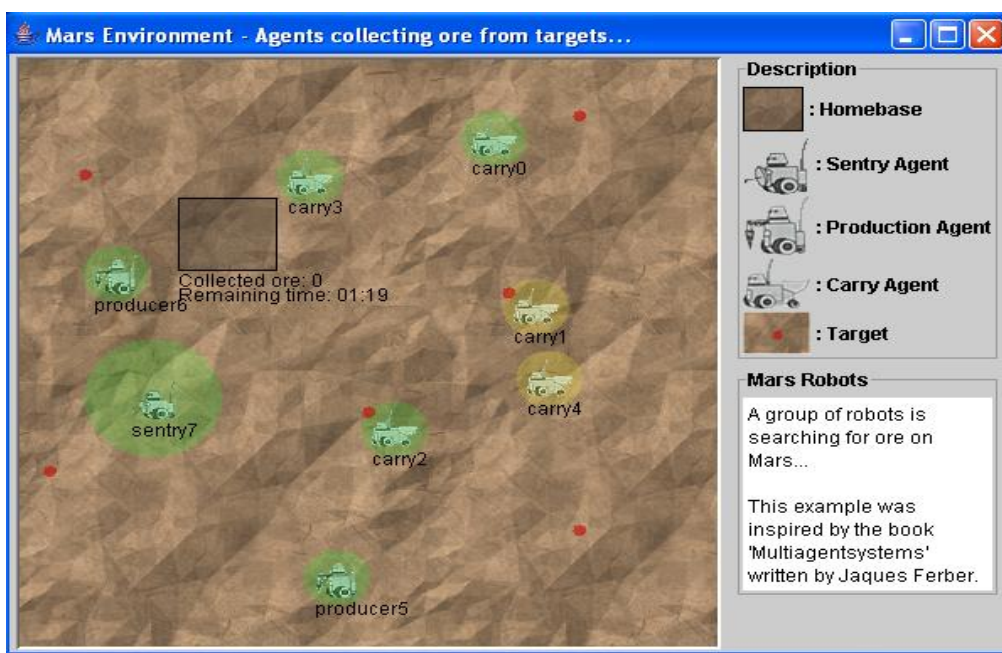 Mars Environment - Agents collecting ore from targets...
carry0
carry3
Collected ore: 0
Remaining time: 01:19
producer6
carry1
carry4
sentry7
carry2
producer5
Description
: Homebase
: Sentry Agent
: Production Agent
: Carry Agent
: Target
Mars Robots
A group of robots is
searching for ore on
Mars...
This example was
inspired by the book
'Multiagentsystems'
written by Jaques Ferber.